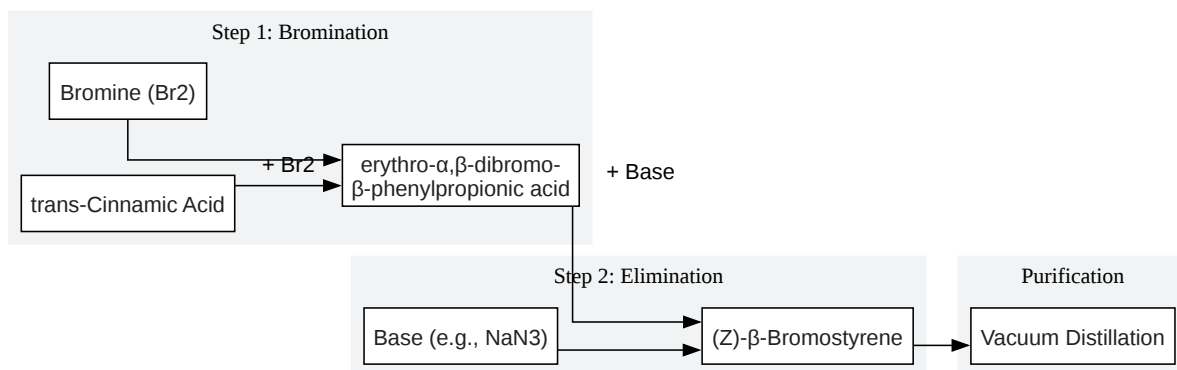 Step 1: Bromination
Bromine (Br2)
+ Br2
trans-Cinnamic Acid
erythro-α,β-dibromo-
β-phenylpropionic acid
+ Base
Step 2: Elimination
Base (e.g., NaN3)
(Z)-β-Bromostyrene
Purification
Vacuum Distillation